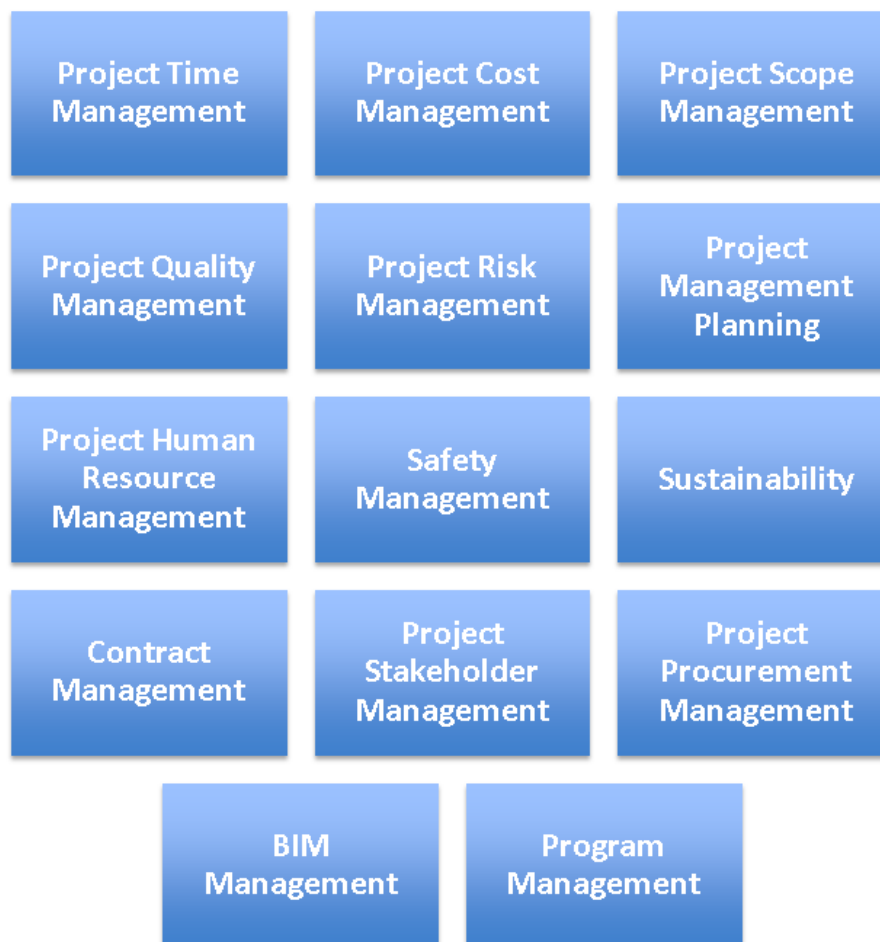 Project Time
Management
Project Cost
Management
Project Scope
Management
Project Quality
Management
Project Risk
Management
Project
Management
Planning
Project Human
Resource
Management
Safety
Management
Sustainability
Contract
Management
Project
Stakeholder
Management
Project
Procurement
Management
BIM
Management
Program
Management